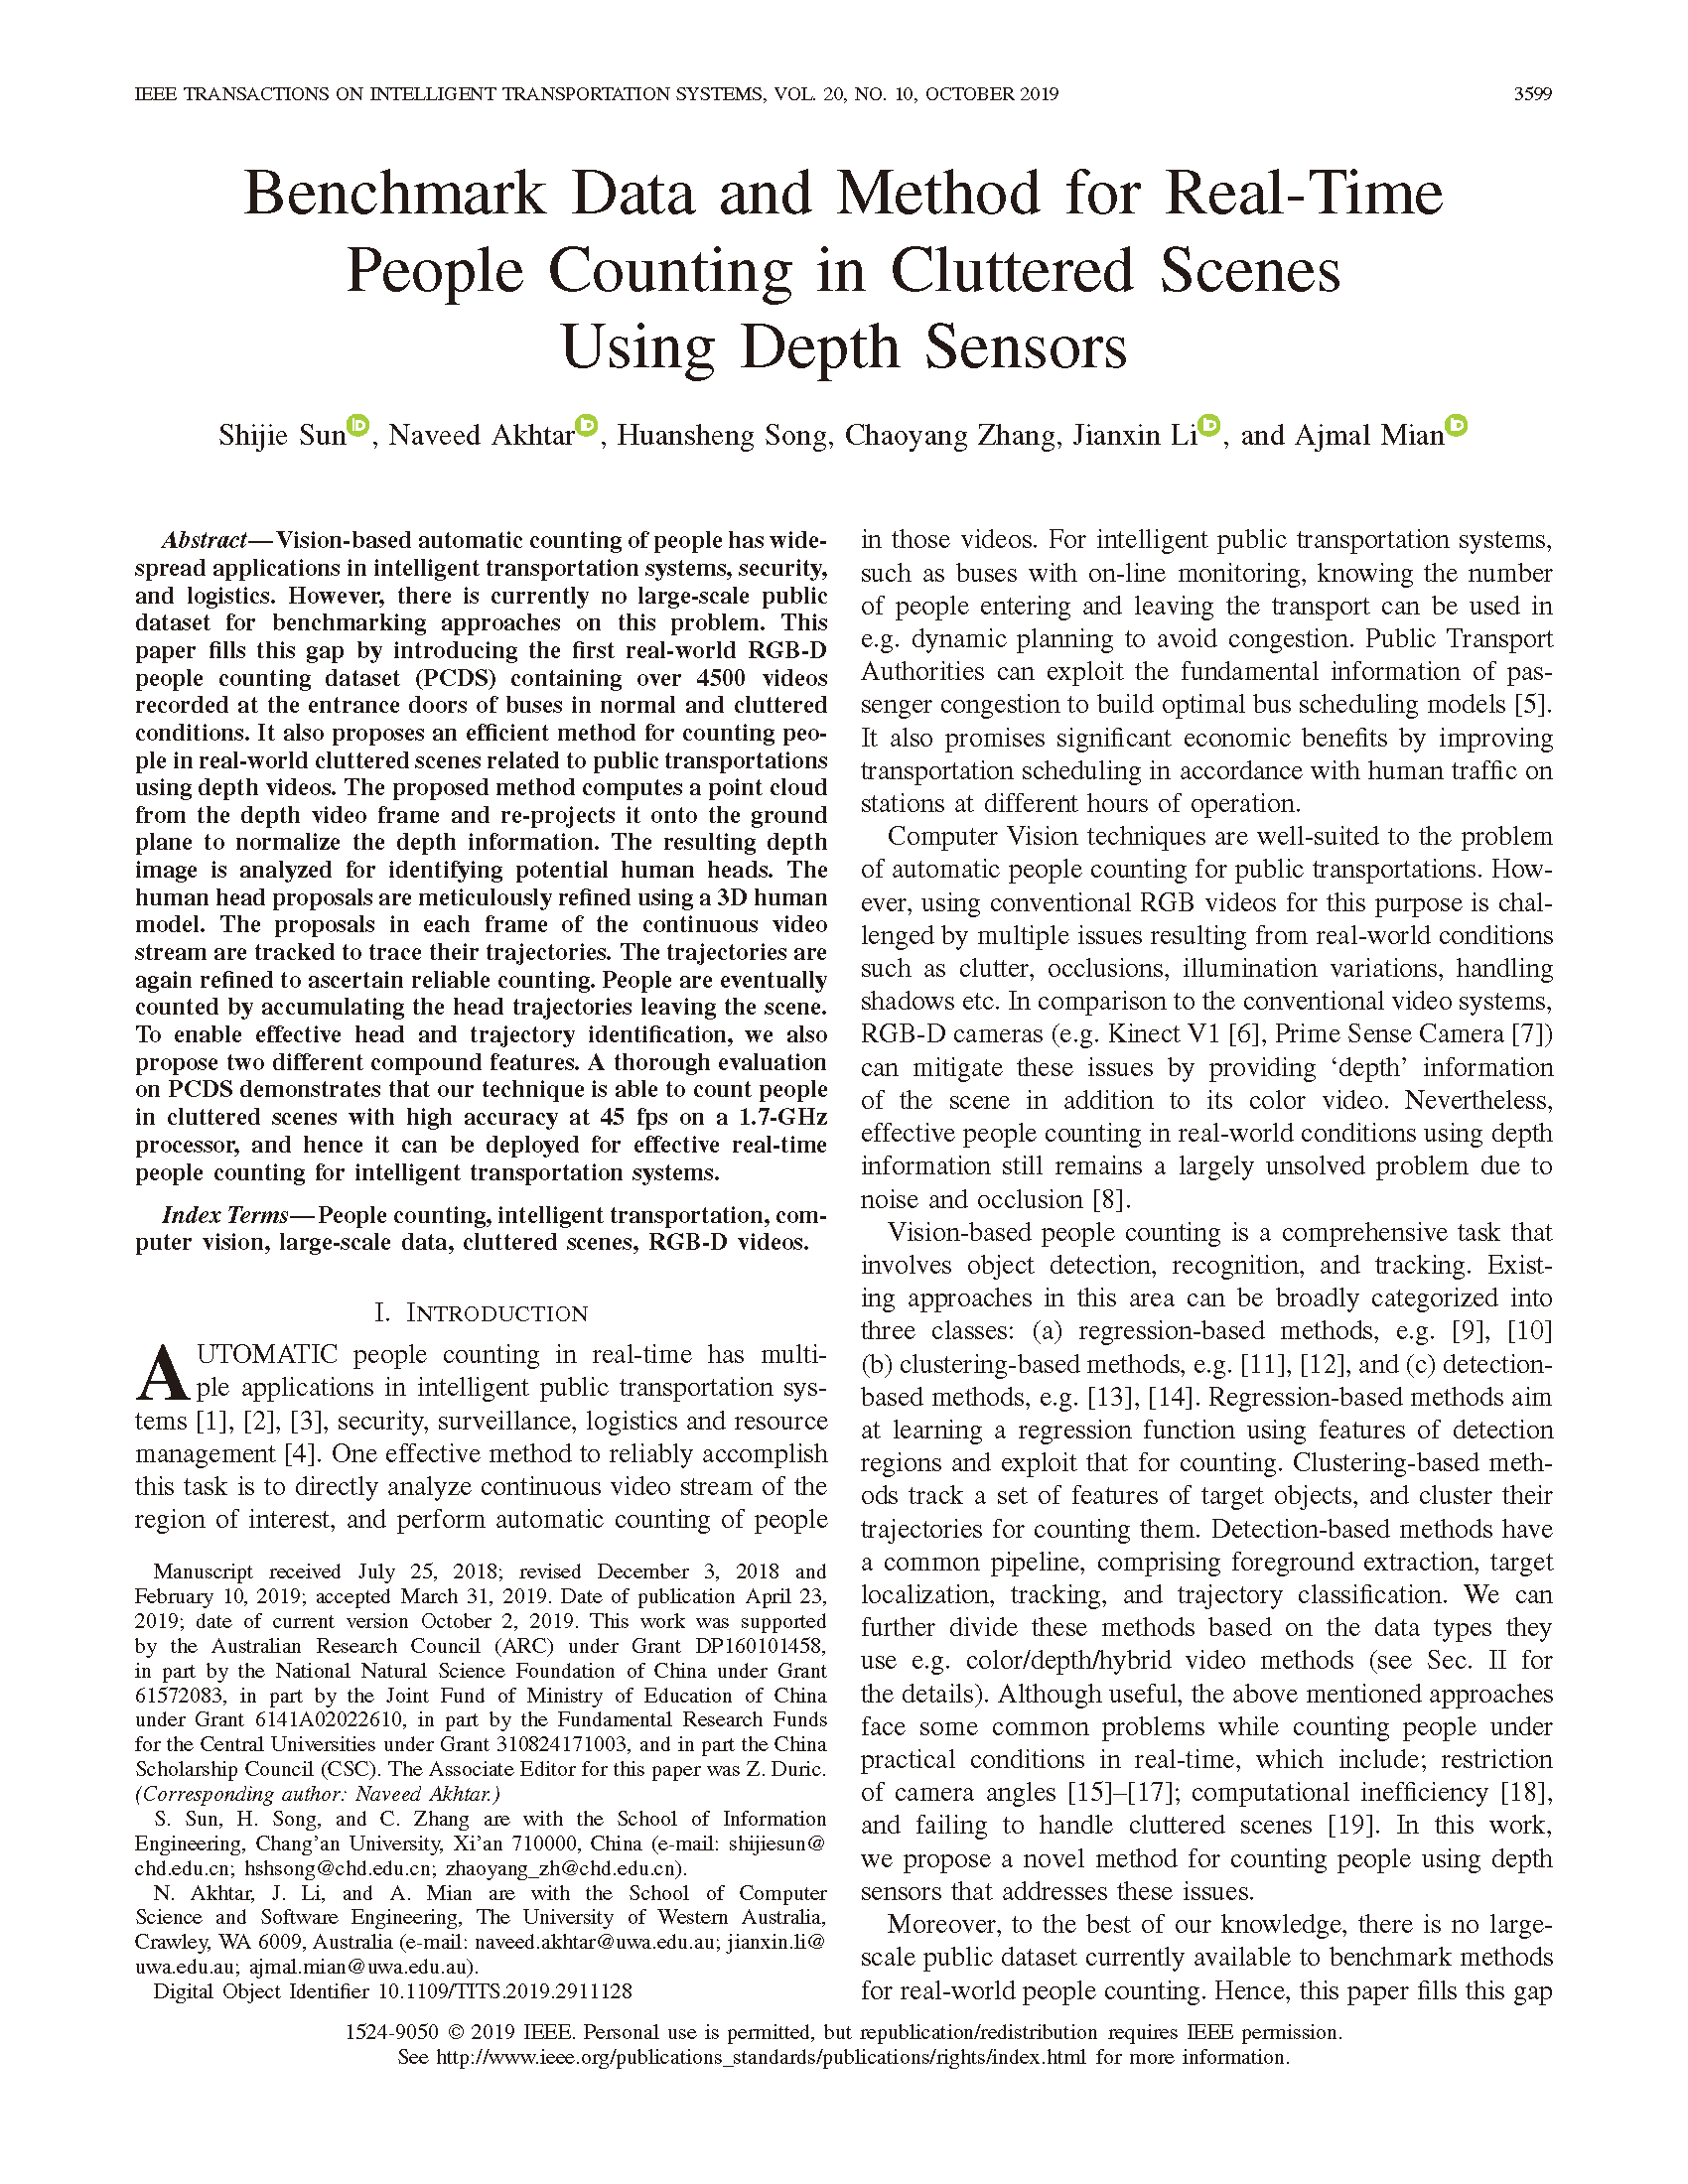 IEEE TRANSACTIONS ON INTELLIGENT TRANSPORTATION SYSTEMS, VOL. 20, NO. 10, OCTOBER 2019 3599
Benchmark Data and Method for Real-Time
People Counting in Cluttered Scenes
Using Depth Sensors
Shijie Sun, Naveed Akhtar, Huansheng Song, Chaoyang Zhang, Jianxin Li, and Ajmal Mian
Abstract—Vision-based automatic counting of people has wide-
spread applications in intelligent transportation systems, security,
and logistics. However, there is currently no large-scale public
dataset for benchmarking approaches on this problem. This
paper fills this gap by introducing the first real-world RGB-D
people counting dataset (PCDS) containing over 4500 videos
recorded at the entrance doors of buses in normal and cluttered
conditions. It also proposes an efficient method for counting peo-
ple in real-world cluttered scenes related to public transportations
using depth videos. The proposed method computes a point cloud
from the depth video frame and re-projects it onto the ground
plane to normalize the depth information. The resulting depth
image is analyzed for identifying potential human heads. The
human head proposals are meticulously refined using a 3D human
model. The proposals in each frame of the continuous video
stream are tracked to trace their trajectories. The trajectories are
again refined to ascertain reliable counting. People are eventually
counted by accumulating the head trajectories leaving the scene.
To enable effective head and trajectory identification, we also
propose two different compound features. A thorough evaluation
on PCDS demonstrates that our technique is able to count people
in cluttered scenes with high accuracy at 45 fps on a 1.7-GHz
processor, and hence it can be deployed for effective real-time
people counting for intelligent transportation systems.
Index Terms—People counting, intelligent transportation, com-
puter vision, large-scale data, cluttered scenes, RGB-D videos.
I. INTRODUCTION
AUTOMATIC people counting in real-time has multi-
ple applications in intelligent public transportation sys-
tems [1], [2], [3], security, surveillance, logistics and resource
management [4]. One effective method to reliably accomplish
this task is to directly analyze continuous video stream of the
region of interest, and perform automatic counting of people
Manuscript received July 25, 2018; revised December 3, 2018 and
February 10, 2019; accepted March 31, 2019. Date of publication April 23,
2019; date of current version October 2, 2019. This work was supported
by the Australian Research Council (ARC) under Grant DP160101458,
in part by the National Natural Science Foundation of China under Grant
61572083, in part by the Joint Fund of Ministry of Education of China
under Grant 6141A02022610, in part by the Fundamental Research Funds
for the Central Universities under Grant 310824171003, and in part the China
Scholarship Council (CSC). The Associate Editor for this paper was Z. Duric.
(Corresponding author: Naveed Akhtar.)
S. Sun, H. Song, and C. Zhang are with the School of Information
Engineering, Chang'an University, Xi'an 710000, China (e-mail: shijiesun@
chd.edu.cn; hshsong@chd.edu.cn; zhaoyang_zh@chd.edu.cn).
N. Akhtar, J. Li, and A. Mian are with the School of Computer
Science and Software Engineering, The University of Western Australia,
Crawley, WA 6009, Australia (e-mail: naveed.akhtar@uwa.edu.au; jianxin.li@
uwa.edu.au; ajmal.mian@uwa.edu.au).
Digital Object Identifier 10.1109/TITS.2019.2911128
in those videos. For intelligent public transportation systems,
such as buses with on-line monitoring, knowing the number
of people entering and leaving the transport can be used in
e.g. dynamic planning to avoid congestion. Public Transport
Authorities can exploit the fundamental information of pas-
senger congestion to build optimal bus scheduling models [5].
It also promises significant economic benefits by improving
transportation scheduling in accordance with human traffic on
stations at different hours of operation.
Computer Vision techniques are well-suited to the problem
of automatic people counting for public transportations. How-
ever, using conventional RGB videos for this purpose is chal-
lenged by multiple issues resulting from real-world conditions
such as clutter, occlusions, illumination variations, handling
shadows etc. In comparison to the conventional video systems,
RGB-D cameras (e.g. Kinect V1 [6], Prime Sense Camera [7])
can mitigate these issues by providing ‘depth’ information
of the scene in addition to its color video. Nevertheless,
effective people counting in real-world conditions using depth
information still remains a largely unsolved problem due to
noise and occlusion [8].
Vision-based people counting is a comprehensive task that
involves object detection, recognition, and tracking. Exist-
ing approaches in this area can be broadly categorized into
three classes: (a) regression-based methods, e.g. [9], [10]
(b) clustering-based methods, e.g. [11], [12], and (c) detection-
based methods, e.g. [13], [14]. Regression-based methods aim
at learning a regression function using features of detection
regions and exploit that for counting. Clustering-based meth-
ods track a set of features of target objects, and cluster their
trajectories for counting them. Detection-based methods have
a common pipeline, comprising foreground extraction, target
localization, tracking, and trajectory classification. We can
further divide these methods based on the data types they
use e.g. color/depth/hybrid video methods (see Sec. II for
the details). Although useful, the above mentioned approaches
face some common problems while counting people under
practical conditions in real-time, which include; restriction
of camera angles [15]–[17]; computational inefficiency [18],
and failing to handle cluttered scenes [19]. In this work,
we propose a novel method for counting people using depth
sensors that addresses these issues.
Moreover, to the best of our knowledge, there is no large-
scale public dataset currently available to benchmark methods
for real-world people counting. Hence, this paper fills this gap
1524-9050 © 2019 IEEE. Personal use is permitted, but republication/redistribution requires IEEE permission.
See http://www.ieee.org/publications_standards/publications/rights/index.html for more information.